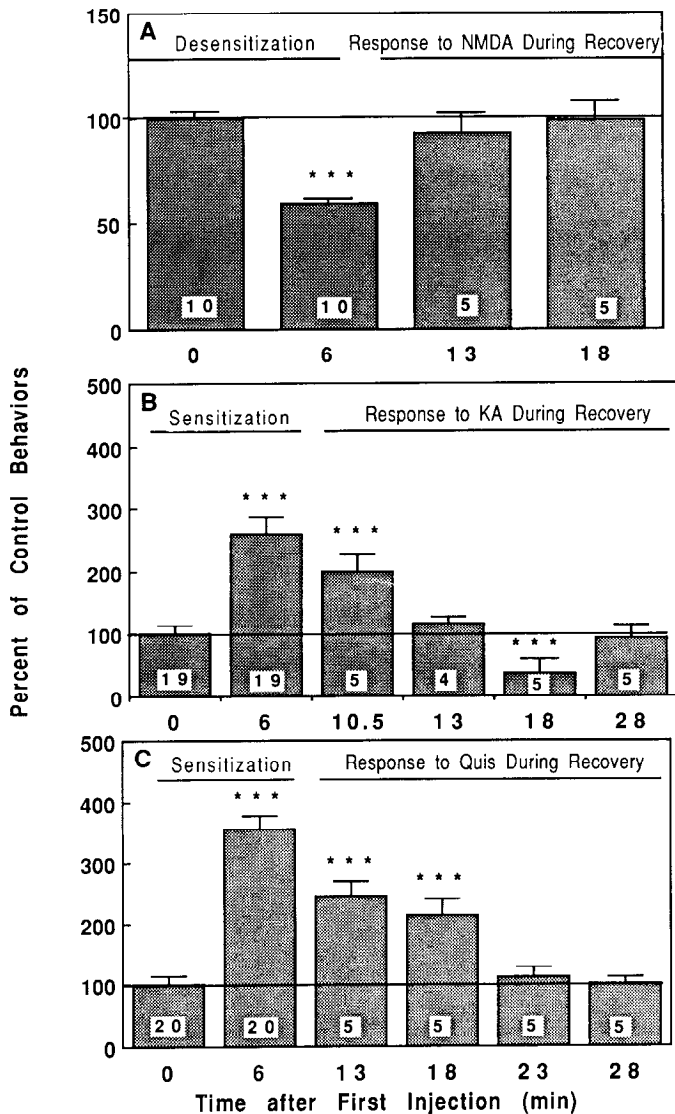 Percent of Control Behaviors
A
Desensitization
Response to NMDA During Recovery
150
100
50
0
* * *
10
10
5
5
0 6 13 18
B
Sensitization
Response to KA During Recovery
500
400
300
200
100
0
* * *
* * *
* * *
19
19
5
4
5
5
0 6 10.5 13 18 28
C
Sensitization
Response to Quis During Recovery
500
400
300
200
100
0
* * *
* * *
* * *
20
20
5
5
5
5
0 6 13 18 23 28
Time after First Injection (min)